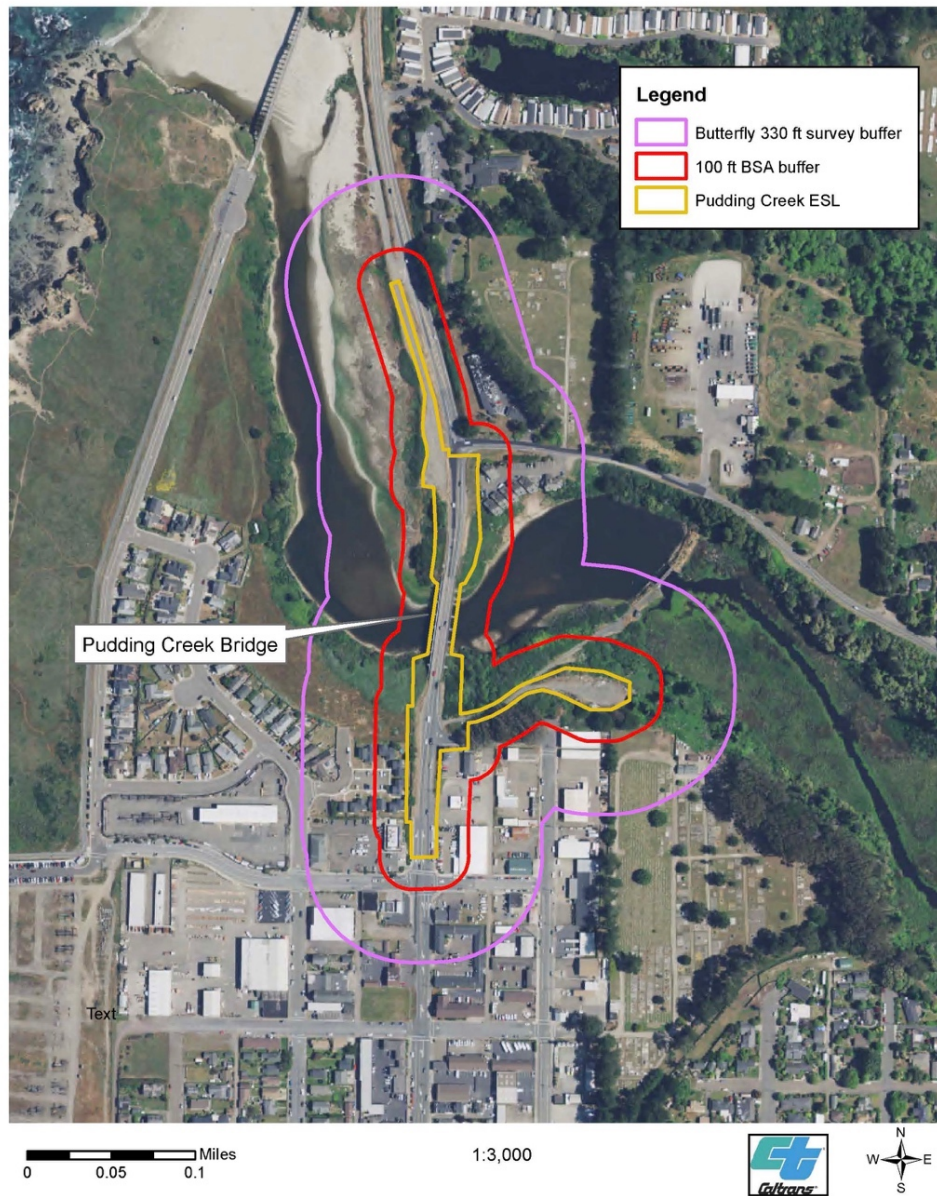 Legend
Butterfly 330 ft survey buffer
100 ft BSA buffer
Pudding Creek ESL
Pudding Creek Bridge
Text
Miles
0 0.05 0.1
1:3,000
Caltrans
N
W E
S